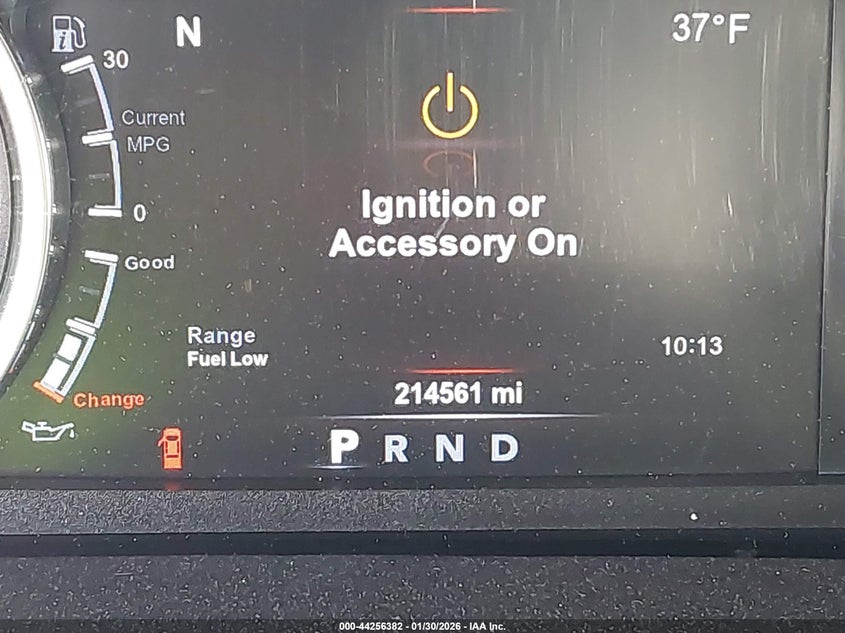 N
37°F
30
Current
MPG
0
Ignition or
Accessory On
Good
Range
Fuel Low
10:13
Change
214561 mi
P R N D
000-44256382 - 01/30/2026 - IAA Inc.